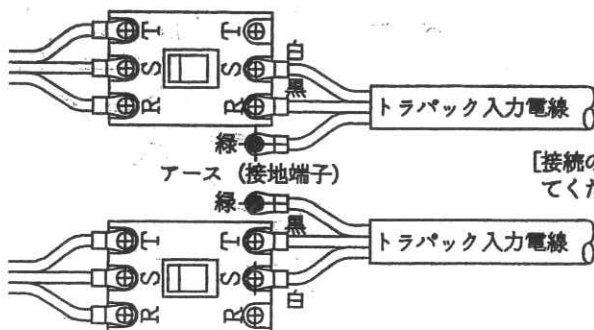 T T
S S 白
R R 黒
トラパック入力電線
緑
アース (接地端子)
[接続の
てくだ
緑
T T 黒
トラパック入力電線
S S
白
R R